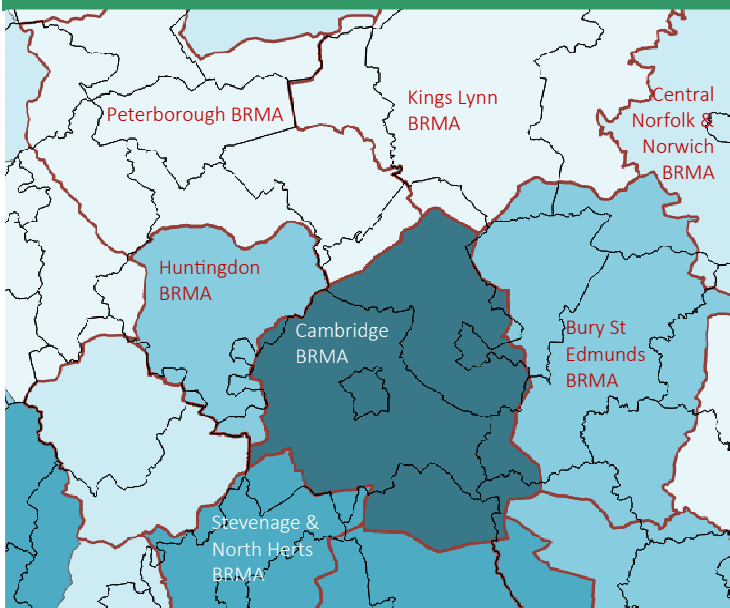 Peterborough BRMA
Kings Lynn
BRMA
Central
Norfolk &
Norwich
BRMA
Huntingdon
BRMA
Cambridge
BRMA
Bury St
Edmunds
BRMA
Stevenage &
North Herts
BRMA